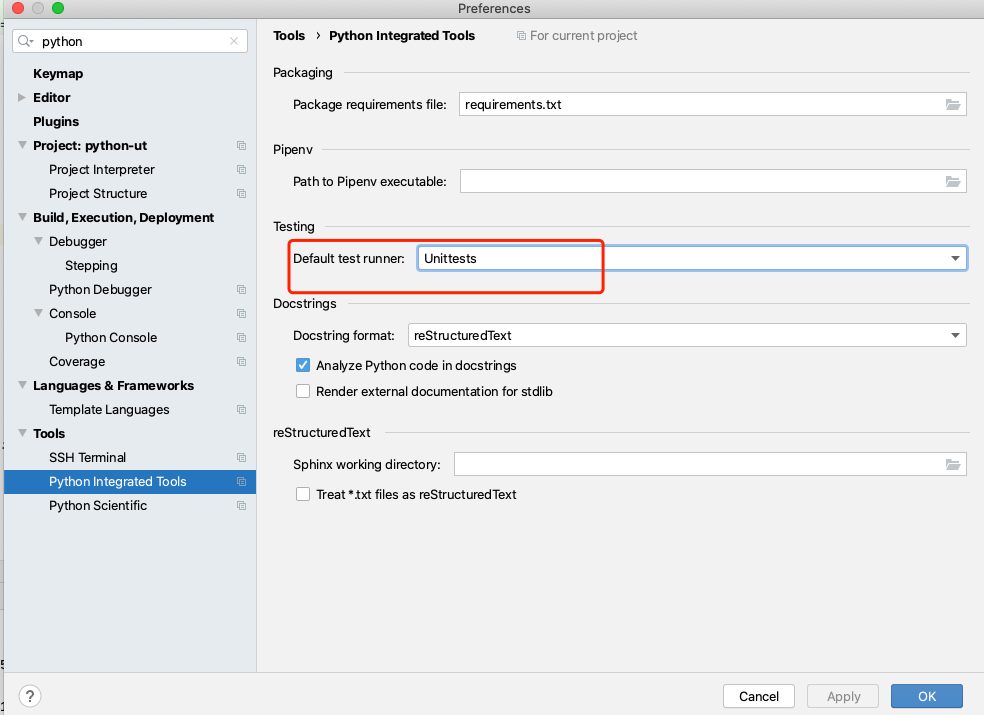 Preferences
python
Keymap
Editor
Plugins
Project: python-ut
Project Interpreter
Project Structure
Build, Execution, Deployment
Debugger
Stepping
Python Debugger
Console
Python Console
Coverage
Languages & Frameworks
Template Languages
Tools
SSH Terminal
Python Integrated Tools
Python Scientific
Tools › Python Integrated Tools For current project
Packaging
Package requirements file: requirements.txt
Pipenv
Path to Pipenv executable:
Testing
Default test runner: Unittests
Docstrings
Docstring format: reStructuredText
Analyze Python code in docstrings
Render external documentation for stdlib
reStructuredText
Sphinx working directory:
Treat *.txt files as reStructuredText
? Cancel Apply OK